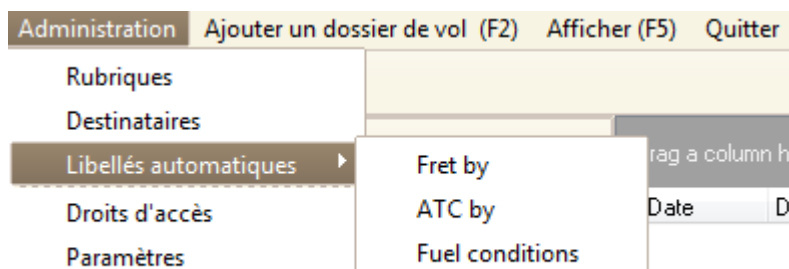 Administration Ajouter un dossier de vol (F2) Afficher (F5) Quitter
Rubriques
Destinataires
Libellés automatiques
Fret by
rag a column h
Droits d'accès
ATC by
Date D
Paramètres
Fuel conditions